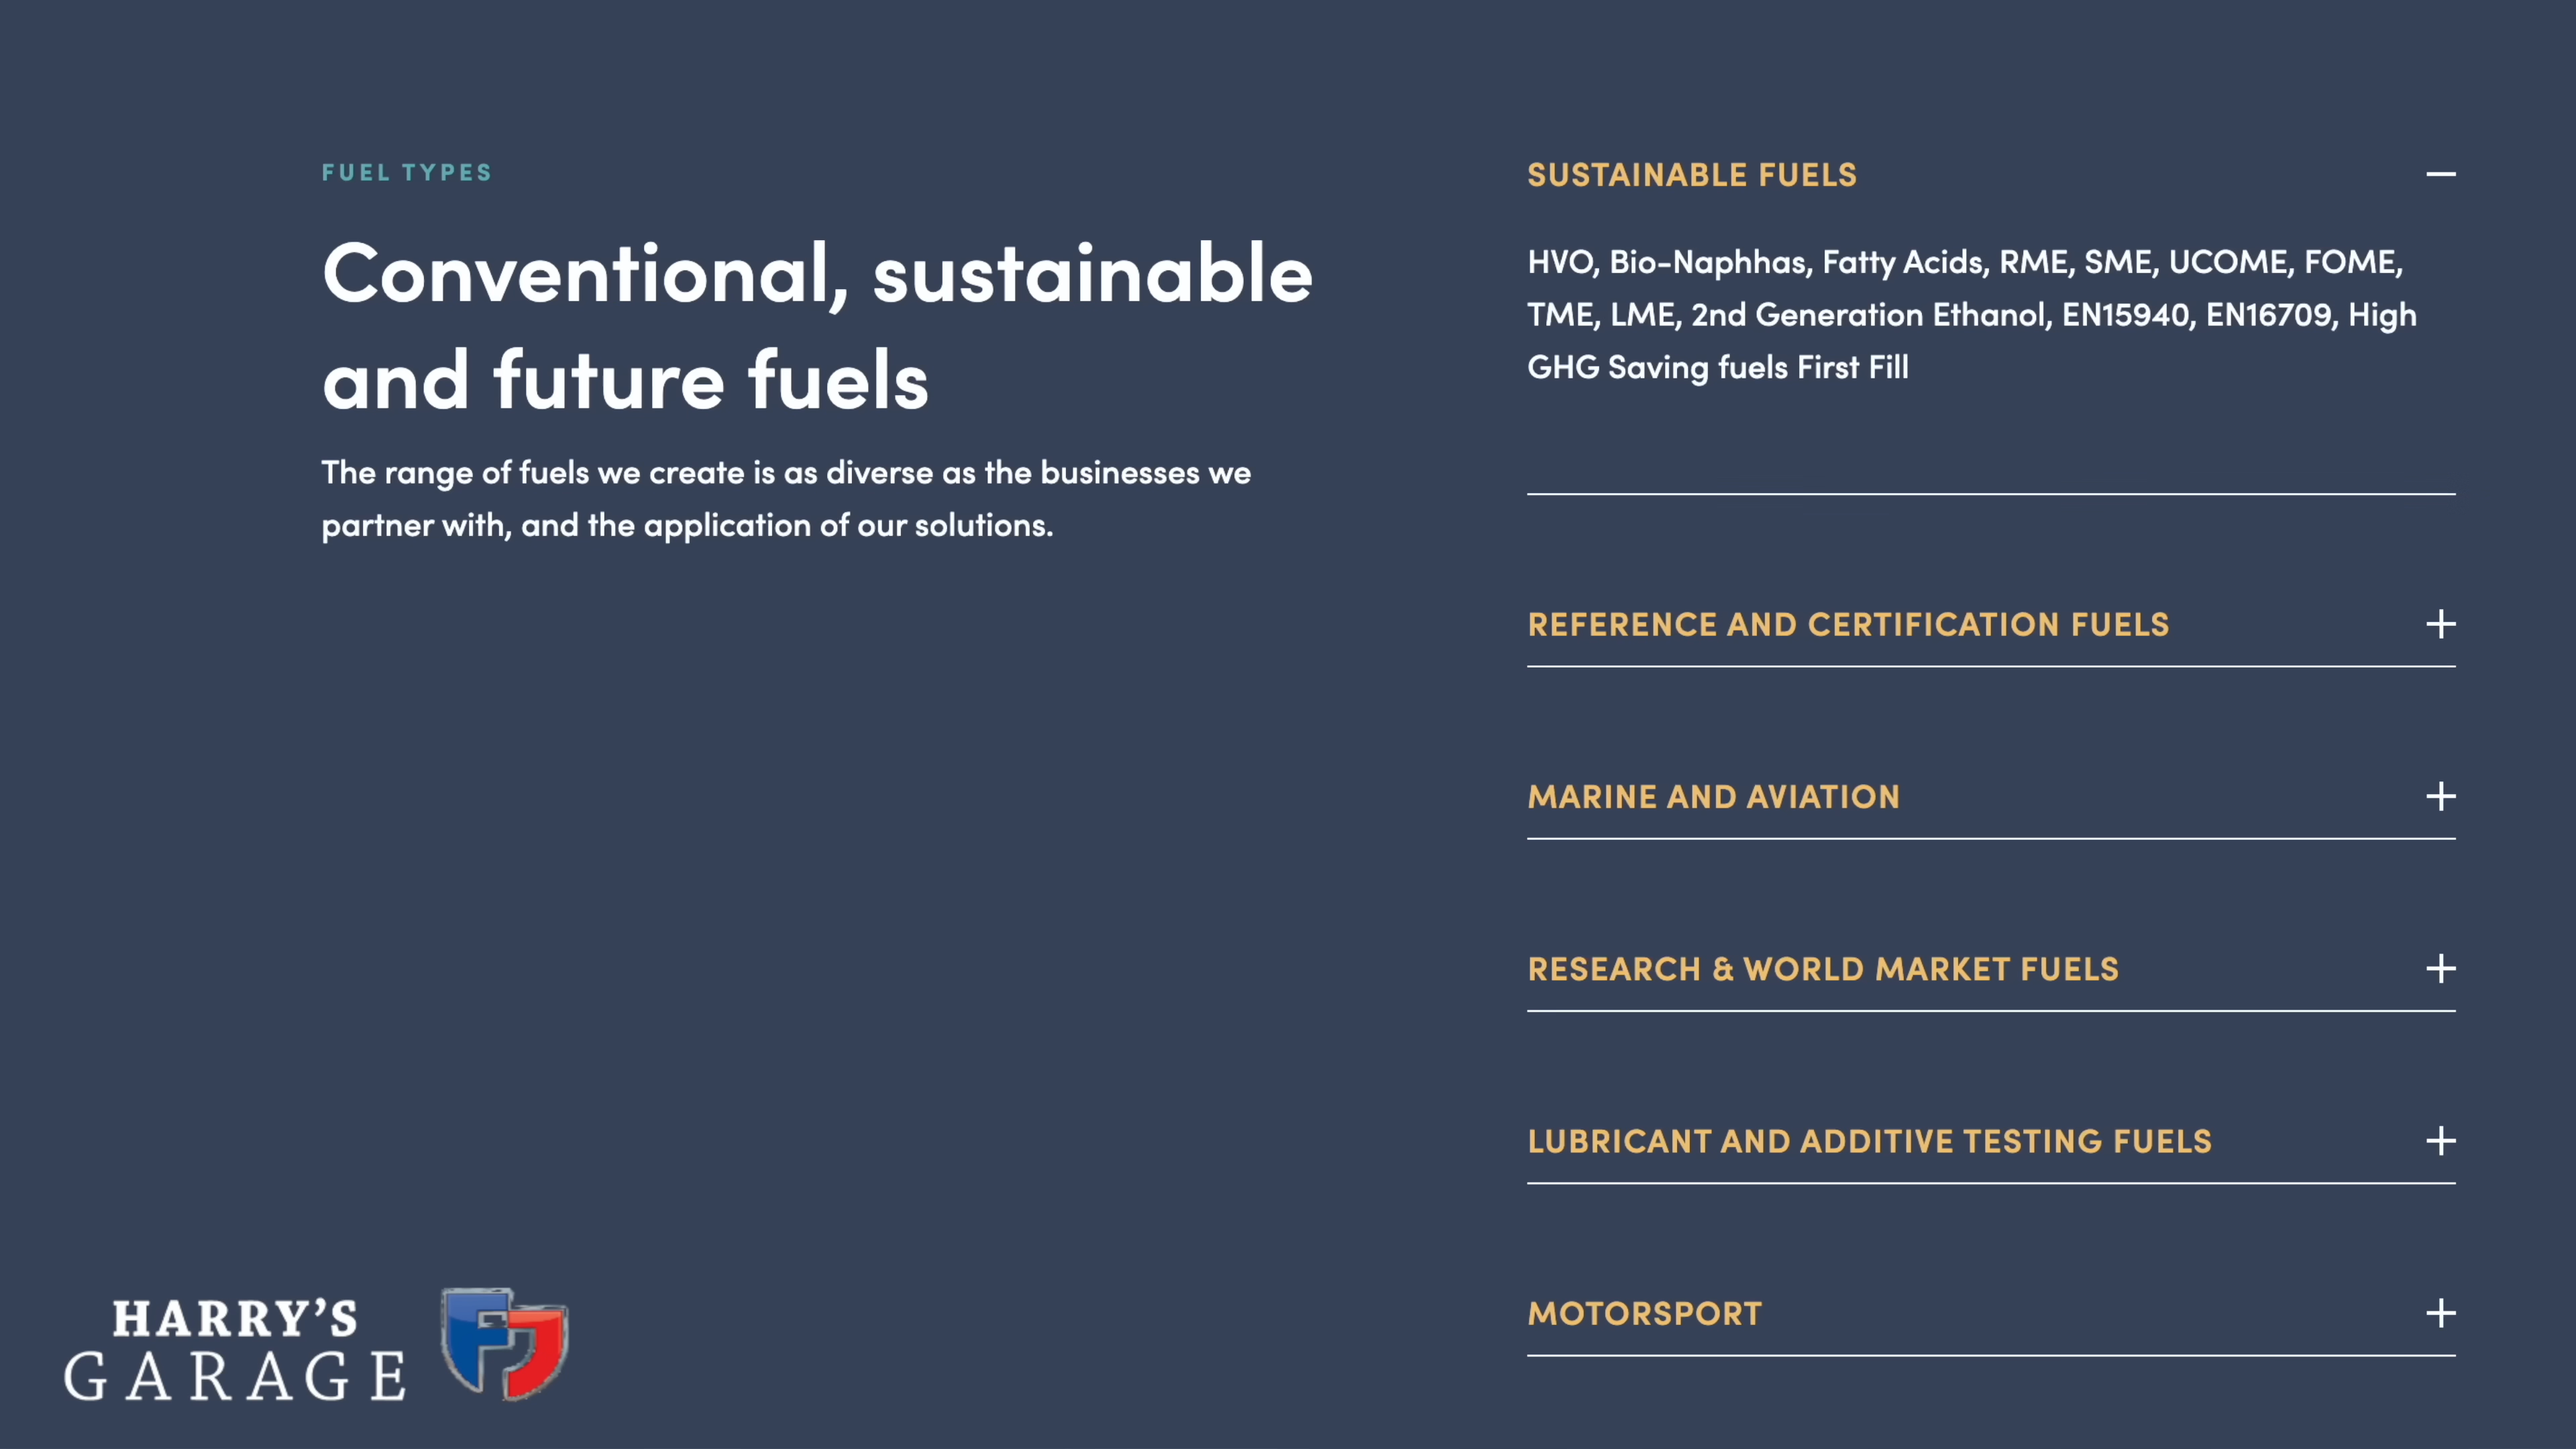 FUEL TYPES
Conventional, sustainable
and future fuels
The range of fuels we create is as diverse as the businesses we
partner with, and the application of our solutions.
SUSTAINABLE FUELS
HVO, Bio-Naphhas, Fatty Acids, RME, SME, UCOME, FOME,
TME, LME, 2nd Generation Ethanol, EN15940, EN16709, High
GHG Saving fuels First Fill
REFERENCE AND CERTIFICATION FUELS
MARINE AND AVIATION
RESEARCH & WORLD MARKET FUELS
LUBRICANT AND ADDITIVE TESTING FUELS
MOTORSPORT
HARRY'S
GARAGE